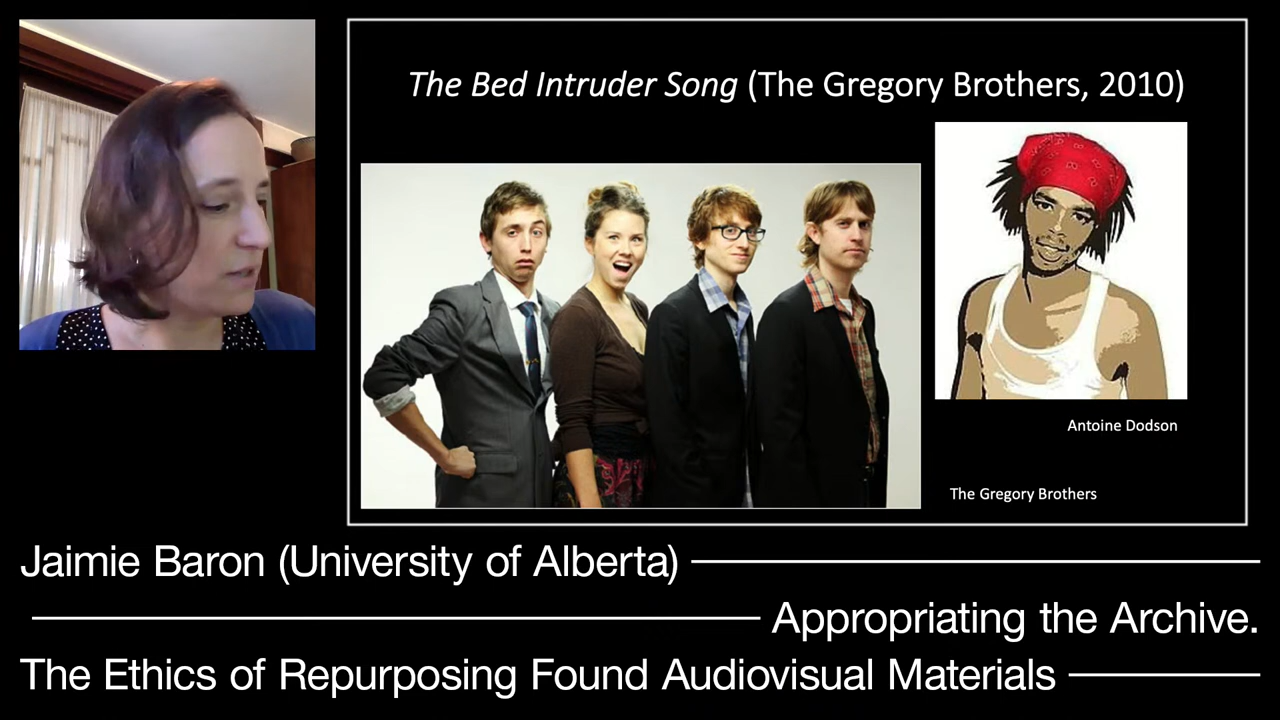 The Bed Intruder Song (The Gregory Brothers, 2010)
Antoine Dodson
The Gregory Brothers
Jaimie Baron (University of Alberta)
Appropriating the Archive.
The Ethics of Repurposing Found Audiovisual Materials